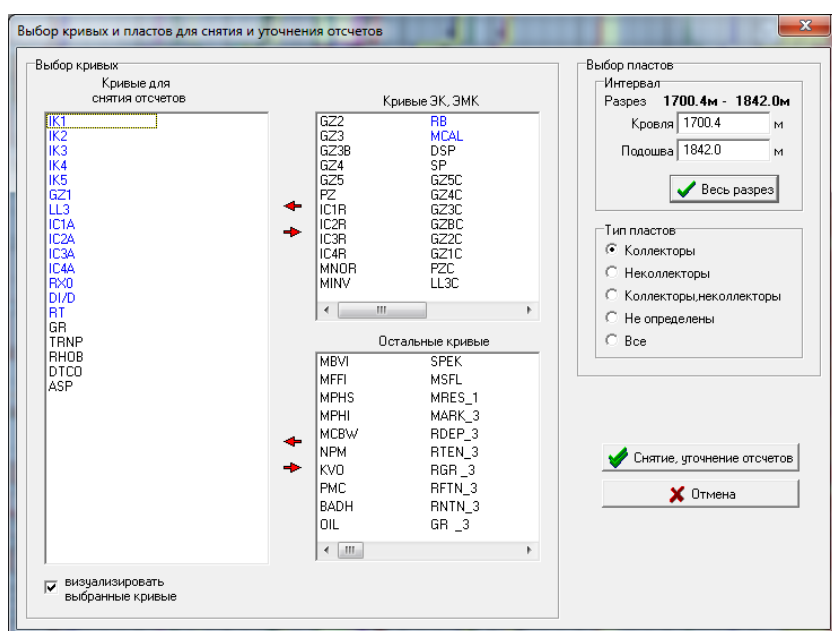 Выбор кривых и пластов для снятия и уточнения отсчетов
Выбор кривых
Кривые для
снятия отсчетов
IK1
IK2
IK3
IK4
IK5
GZ1
LL3
IC1A
IC2A
IC3A
IC4A
RX0
DI/D
RT
GR
TRNP
RHOB
DTCO
ASP
визуализировать
выбранные кривые
Кривые ЭК, ЭМК
GZ2 RB
GZ3 MCAL
GZ3B DSP
GZ4 SP
GZ5 GZ5C
PZ GZ4C
IC1R GZ3C
IC2R GZBC
IC3R GZ2C
IC4R GZ1C
MNOR PZC
MINV LL3C
Остальные кривые
MBVI SPEK
MFFI MSFL
MPHS MRES_1
MPHI MARK_3
MCBW RDEP_3
NPM RTEN_3
KVO RGR _3
PMC RFTN_3
BADH RNTN_3
OIL GR _3
Выбор пластов
Интервал
Разрез 1700.4м - 1842.0м
Кровля 1700.4 м
Подошва 1842.0 м
Весь разрез
Тип пластов
Коллекторы
Неколлекторы
Коллекторы,неколлекторы
Не определены
Все
Снятие, уточнение отсчетов
Отмена